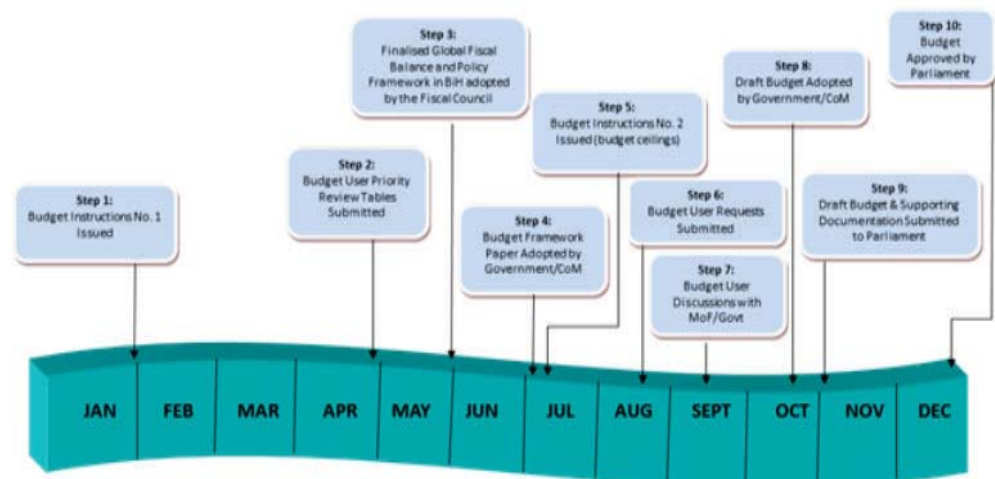 Step 1:
Budget Instructions No. 1
Issued
Step 2:
Budget User Priority
Review Tables
Submitted
Step 3:
Finalised Global Fiscal
Balance and Policy
Framework in BiH adopted
by the Fiscal Council
Step 4:
Budget Framework
Paper Adopted by
Government/CoM
Step 5:
Budget Instructions No. 2
Issued (budget ceilings)
Step 6:
Budget User Requests
Submitted
Step 7:
Budget User
Discussions with
MoF/Govt
Step 8:
Draft Budget Adopted
by Government/CoM
Step 9:
Draft Budget & Supporting
Documentation Submitted
to Parliament
Step 10:
Budget
Approved by
Parliament
JAN FEB MAR APR MAY JUN JUL AUG SEPT OCT NOV DEC